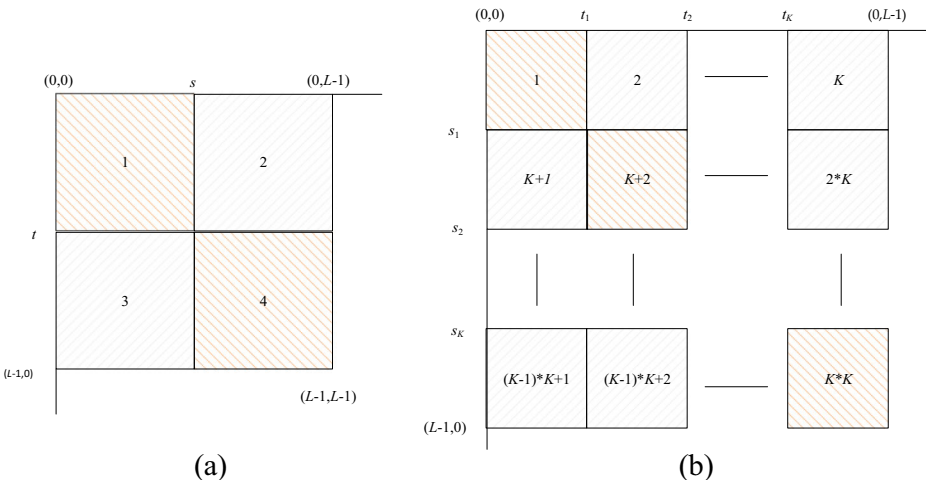 (0,0) s (0,L-1)
1 2
t
3 4
(L-1,0)
(L-1,L-1)
(a)
(0,0) t1 t2 tK (0,L-1)
1 2 K
s1
K+1 K+2 2*K
s2
sK
(K-1)*K+1 (K-1)*K+2 K*K
(L-1,0)
(b)